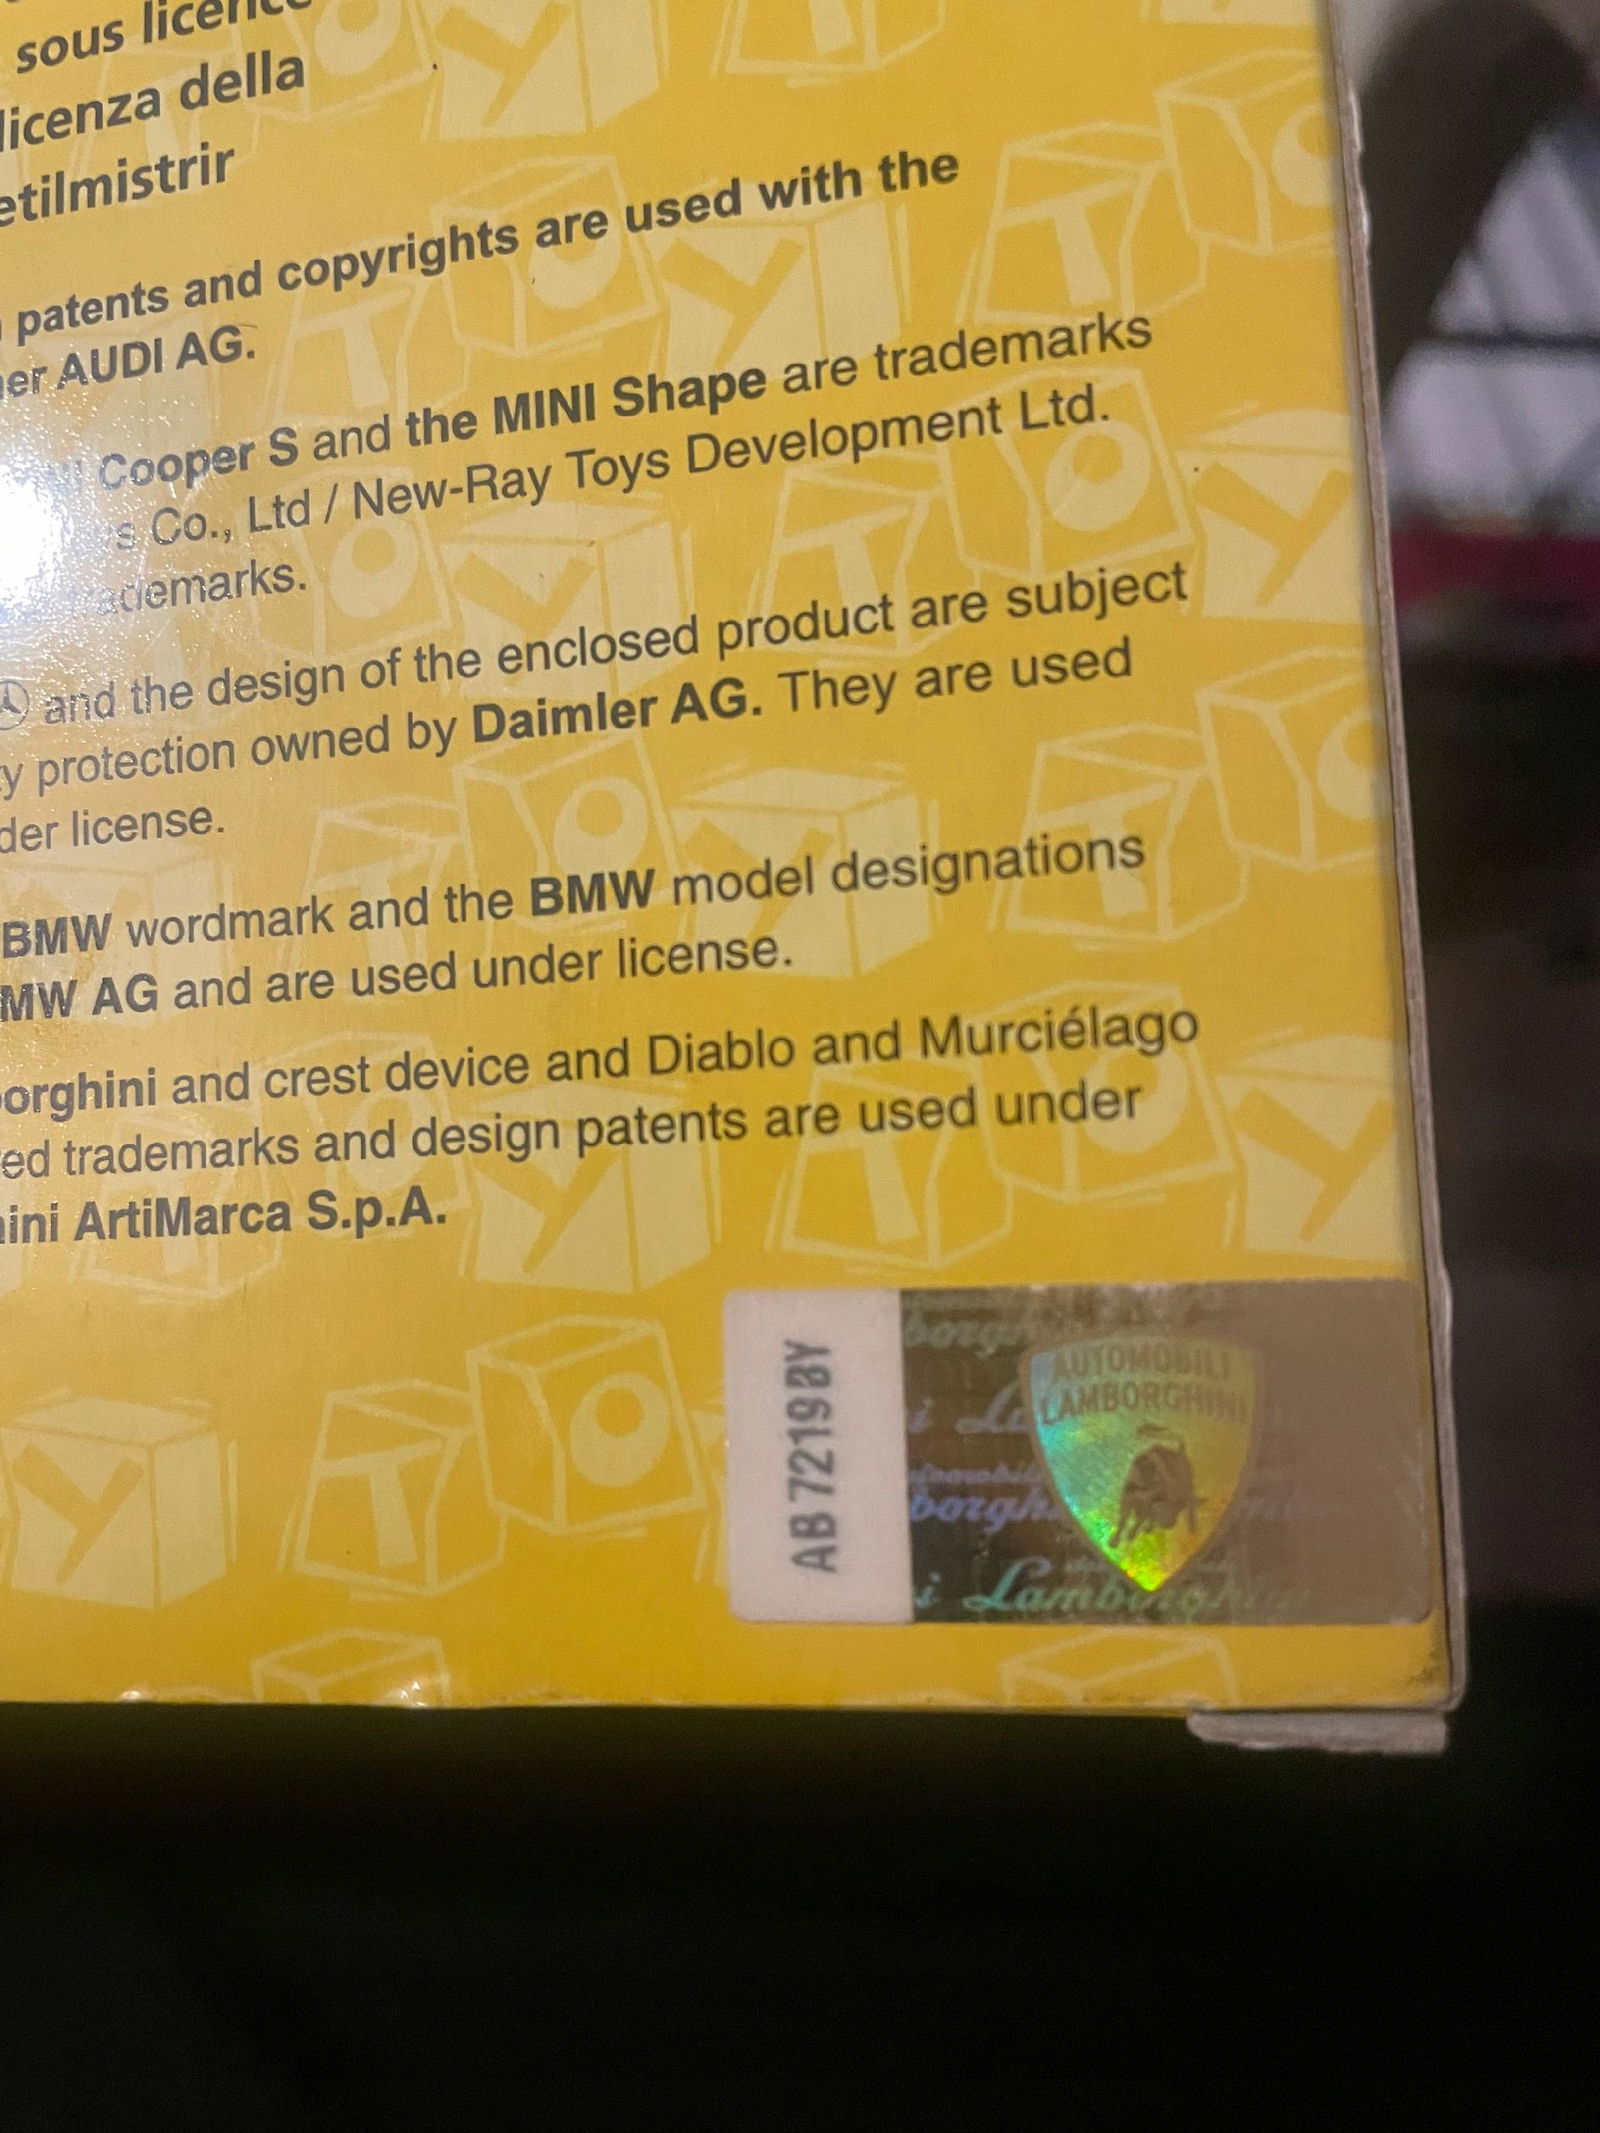 sous licence
licenza della
etilmistrir
patents and copyrights are used with the
er AUDI AG.
Cooper S and the MINI Shape are trademarks
s Co., Ltd / New-Ray Toys Development Ltd.
ademarks.
and the design of the enclosed product are subject
y protection owned by Daimler AG. They are used
der license.
BMW wordmark and the BMW model designations
MW AG and are used under license.
orghini and crest device and Diablo and Murciélago
ed trademarks and design patents are used under
ini ArtiMarca S.p.A.
AB 7219BY
AUTOMOBILI
LAMBORGHINI
borgh
i La
borghi
i Lamborghini